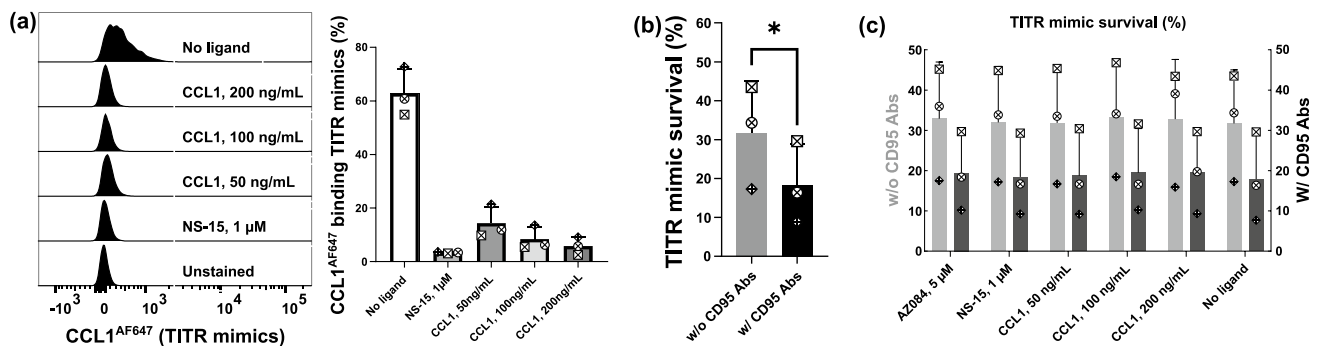 (a)
No ligand
CCL1, 200 ng/mL
CCL1, 100 ng/mL
CCL1, 50 ng/mL
NS-15, 1 µM
Unstained
-10³ 0 10³ 10⁴ 10⁵
CCL1ᴬF647 (TITR mimics)
CCL1ᴬF647 binding TITR mimics (%)
100
80
60
40
20
0
No ligand
NS-15, 1µM
CCL1, 50ng/mL
CCL1, 100ng/mL
CCL1, 200ng/mL
(b)
TITR mimic survival (%)
60
50
40
30
20
10
0
*
w/o CD95 Abs
w/ CD95 Abs
(c)
TITR mimic survival (%)
w/o CD95 Abs
50
40
30
20
10
0
50
40
30
20
10
0
W/ CD95 Abs
AZ084, 5 µM
NS-15, 1 µM
CCL1, 50 ng/mL
CCL1, 100 ng/mL
CCL1, 200 ng/mL
No ligand